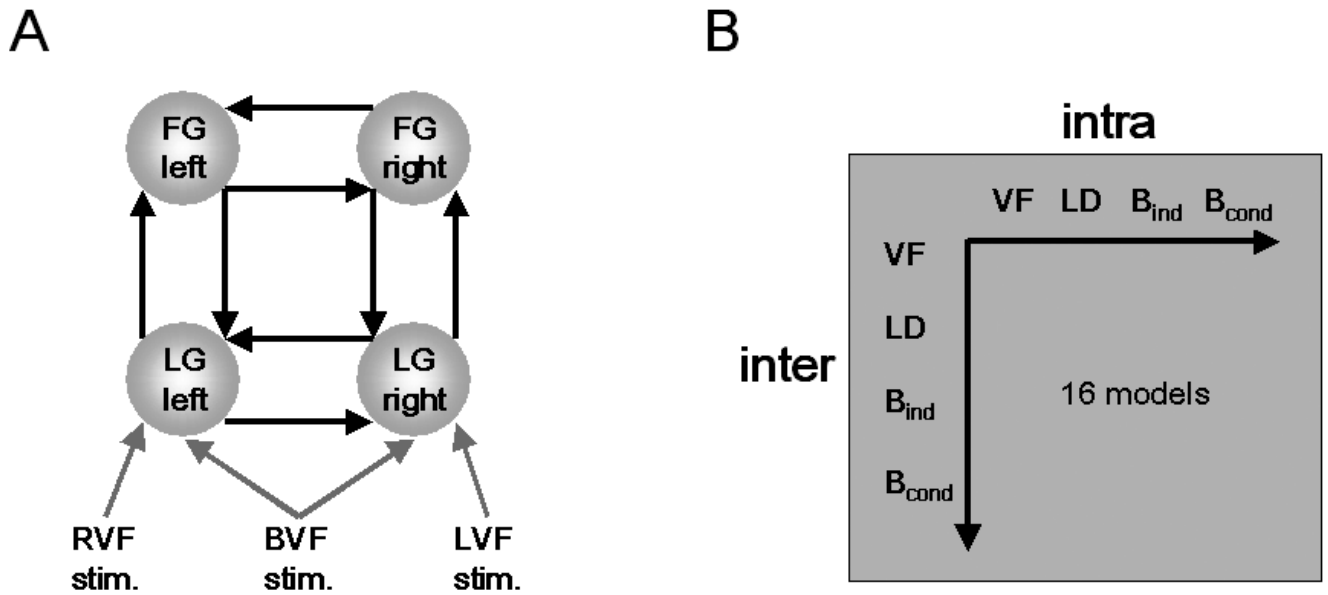 A
FG
left
FG
right
LG
left
LG
right
RVF
stim.
BVF
stim.
LVF
stim.
B
intra
VF LD Bind Bcond
inter
VF
LD
Bind
Bcond
16 models